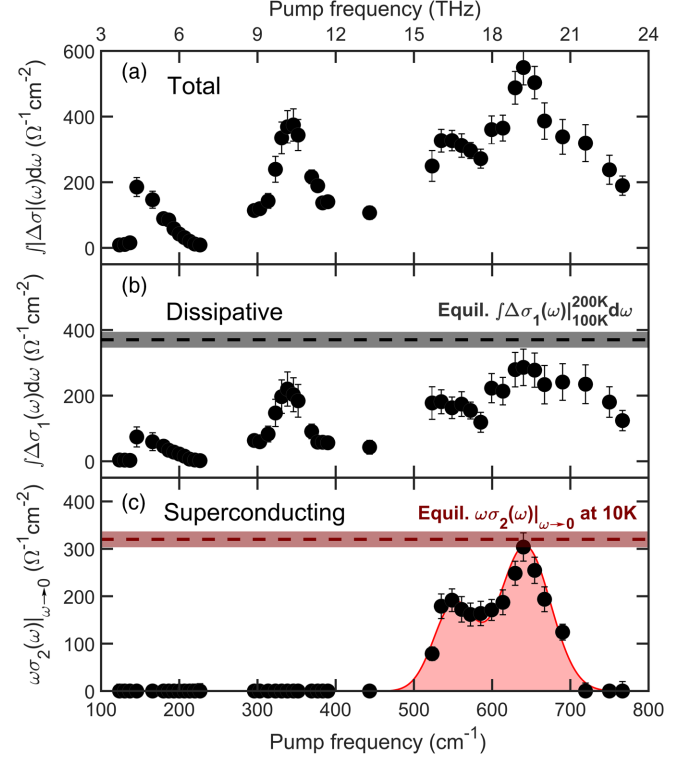 Pump frequency (THz)
3 6 9 12 15 18 21 24
(a)
Total
∫|Δσ|(ω)dω (Ω⁻¹cm⁻²)
600
400
200
0
(b)
Dissipative
Equil. ∫Δσ₁(ω)|²⁰⁰ᴷ₁₀₀ₖdω
∫Δσ₁(ω)dω (Ω⁻¹cm⁻²)
400
200
0
(c)
Superconducting
Equil. ωσ₂(ω)|ω→0 at 10K
ωσ₂(ω)|ω→0 (Ω⁻¹cm⁻²)
400
300
200
100
0
100 200 300 400 500 600 700 800
Pump frequency (cm⁻¹)